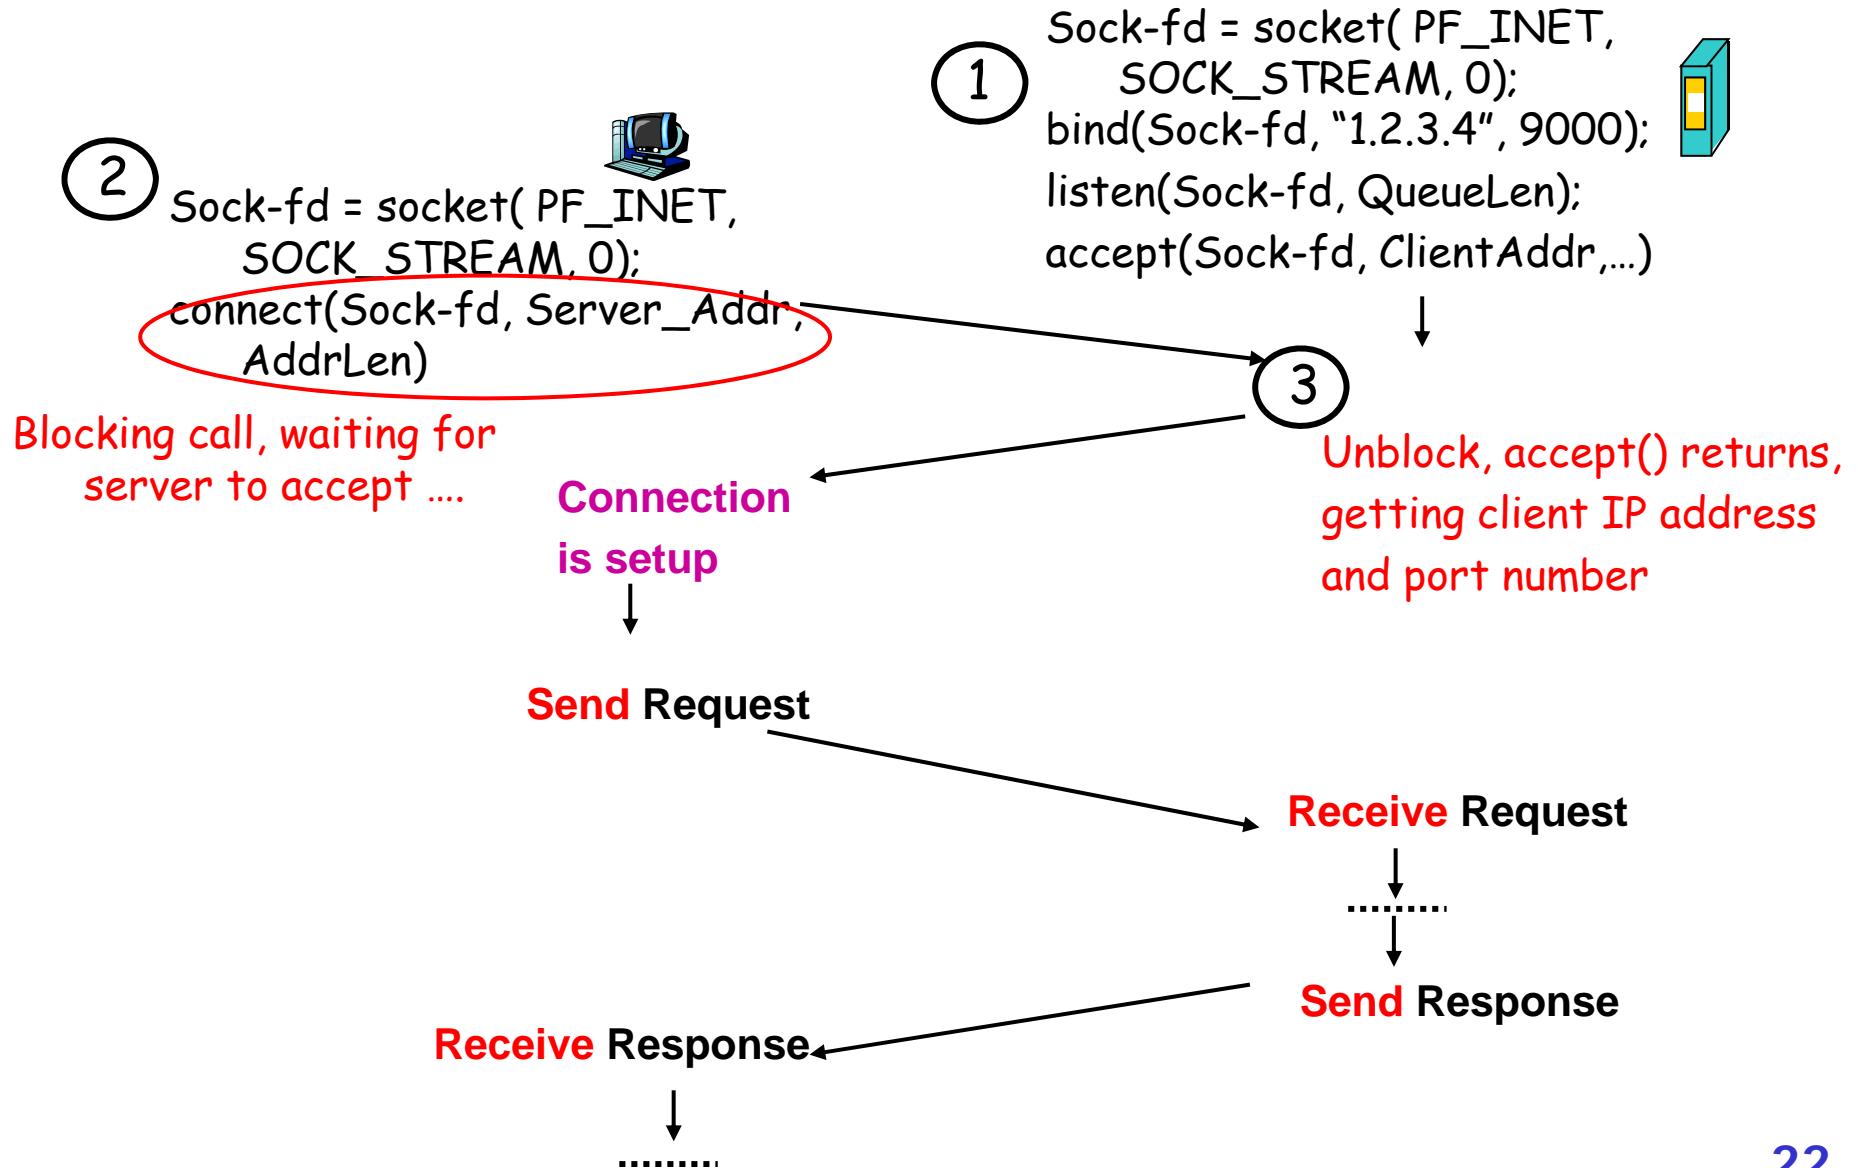 1
Sock-fd = socket( PF_INET,
SOCK_STREAM, 0);
bind(Sock-fd, “1.2.3.4”, 9000);
listen(Sock-fd, QueueLen);
accept(Sock-fd, ClientAddr,…)
2
Sock-fd = socket( PF_INET,
SOCK_STREAM, 0);
connect(Sock-fd, Server_Addr,
AddrLen)
Blocking call, waiting for
server to accept ….
3
Unblock, accept() returns,
getting client IP address
and port number
Connection
is setup
Send Request
Receive Request
………
Send Response
Receive Response
………
22